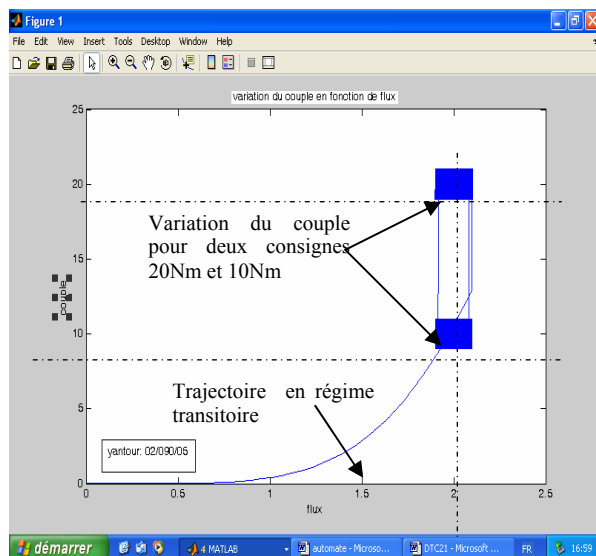 Figure 1
File Edit View Insert Tools Desktop Window Help
variation du couple en fonction de flux
25
20
15
10
5
0
couple
Variation du couple
pour deux consignes
20Nm et 10Nm
Trajectoire en régime
transitoire
yantour: 02/090/05
0 0.5 1 1.5 2 2.5
flux
démarrer
4 MATLAB
automate - Microso...
DTC21 - Microsoft ...
FR
16:59